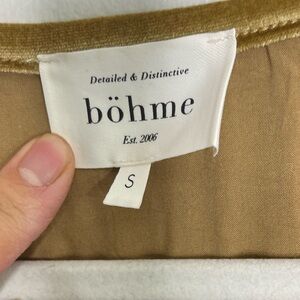 Detailed & Distinctive
böhme
Est. 2006
S